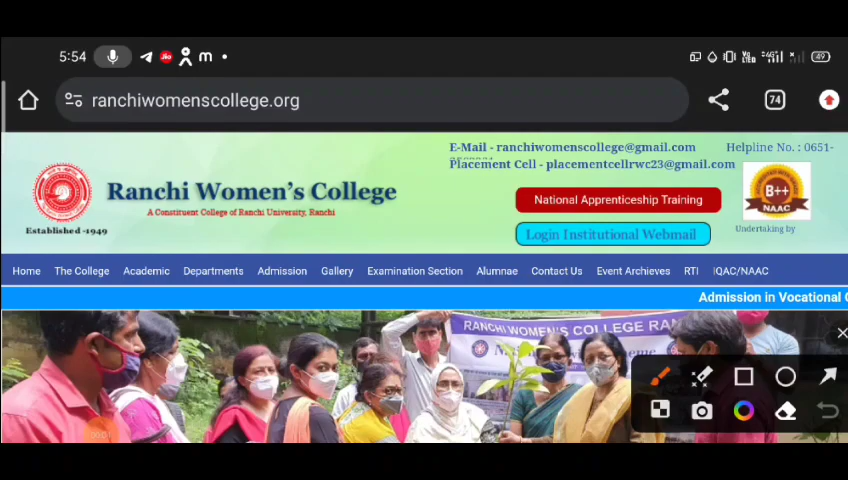 5:54
49
ranchiwomenscollege.org
74
E-Mail - ranchiwomenscollege@gmail.com
Helpline No. : 0651-
Placement Cell - placementcellrwc23@gmail.com
Ranchi Women's College
A Constituent College of Ranchi University, Ranchi
Established -1949
National Apprenticeship Training
Login Institutional Webmail
B++
NAAC
Undertaking by
Home The College Academic Departments Admission Gallery Examination Section Alumnae Contact Us Event Archieves RTI IQAC/NAAC
Admission in Vocational C
RANCHI WOMEN'S COLLEGE RAN